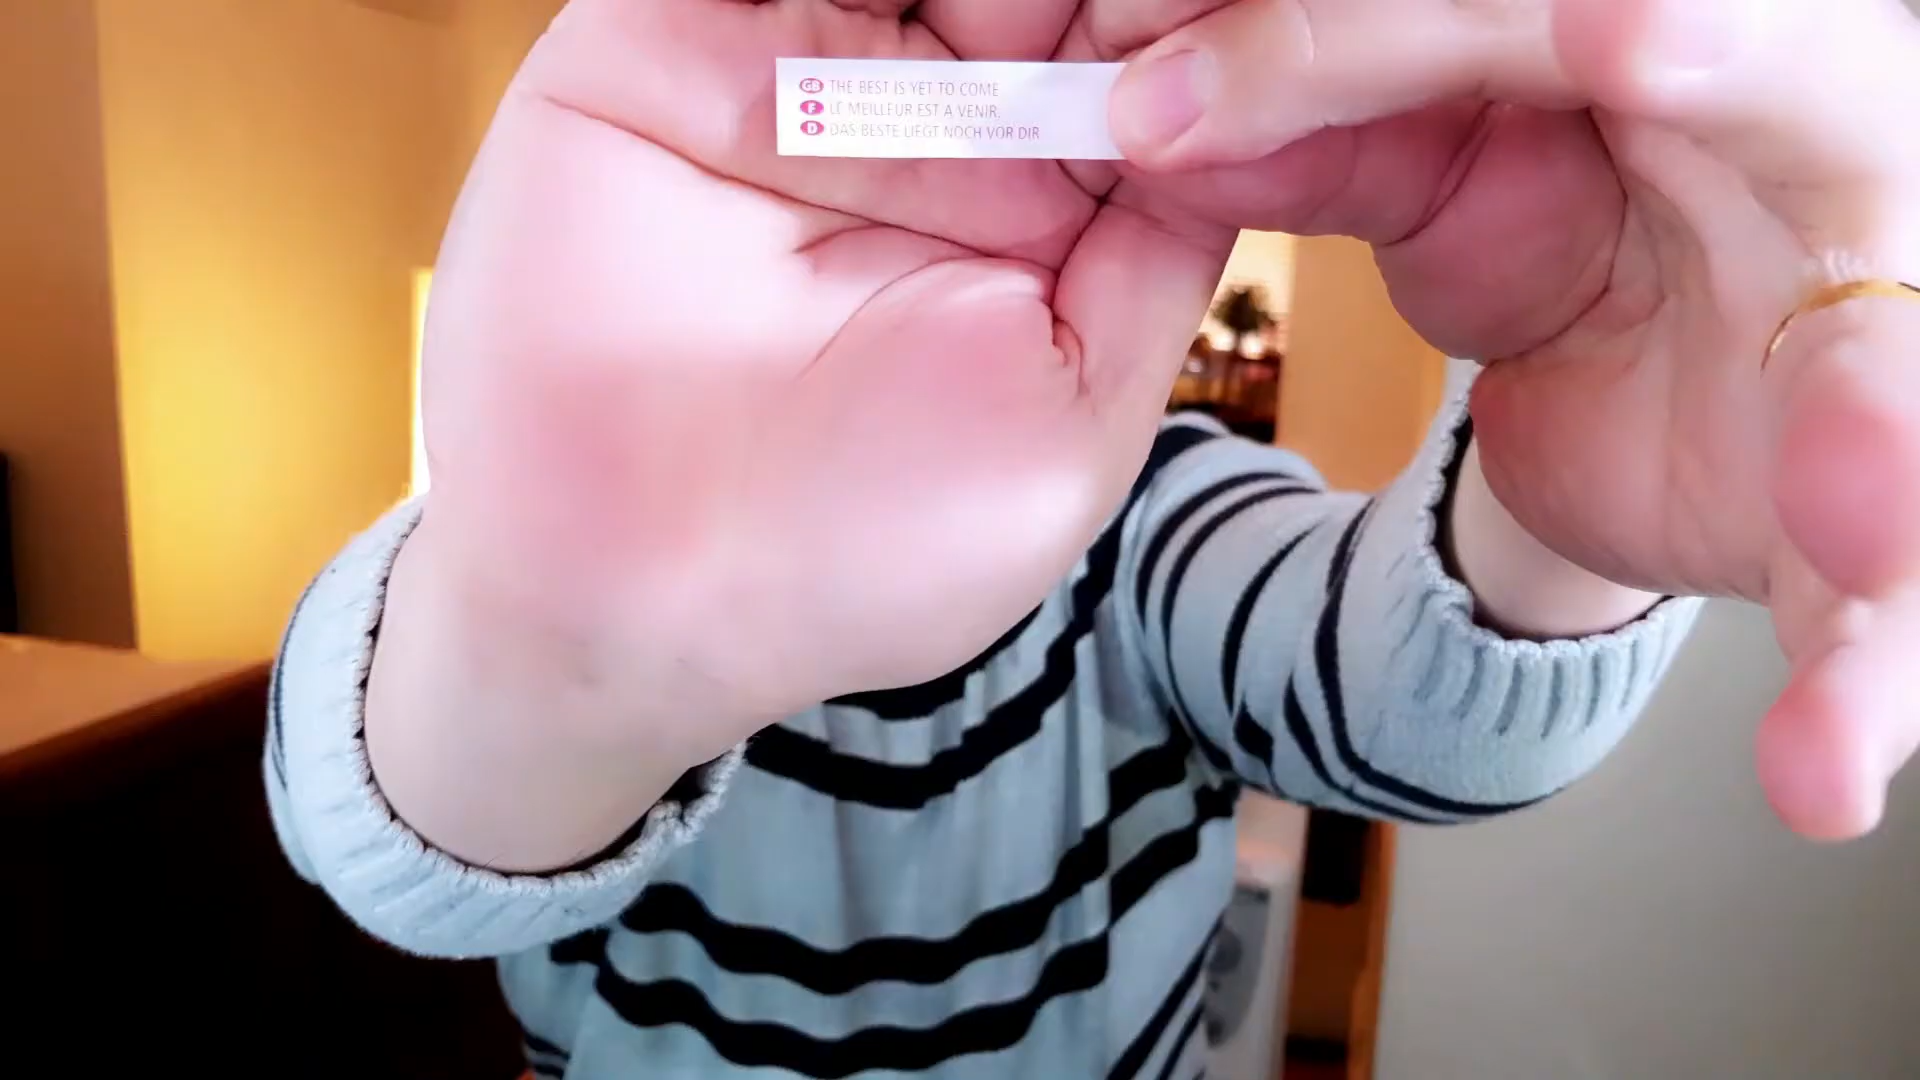 GB THE BEST IS YET TO COME
F LE MEILLEUR EST A VENIR.
D DAS BESTE LIEGT NOCH VOR DIR